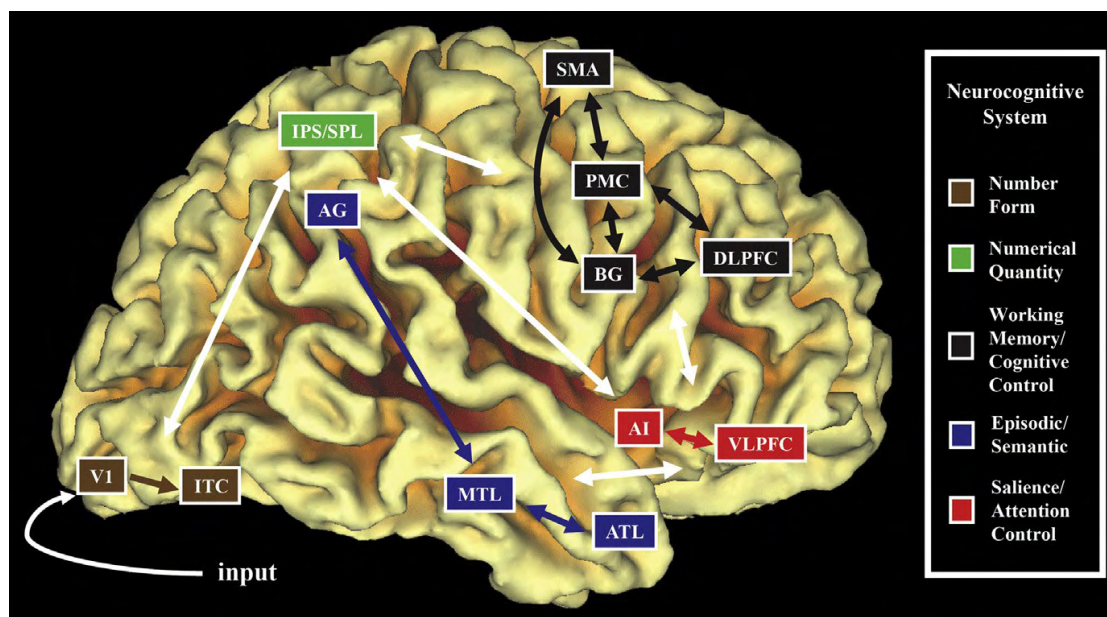 SMA
IPS/SPL
PMC
AG
DLPFC
BG
AI
VLPFC
V1
ITC
MTL
ATL
input
Neurocognitive
System
Number
Form
Numerical
Quantity
Working
Memory/
Cognitive
Control
Episodic/
Semantic
Salience/
Attention
Control